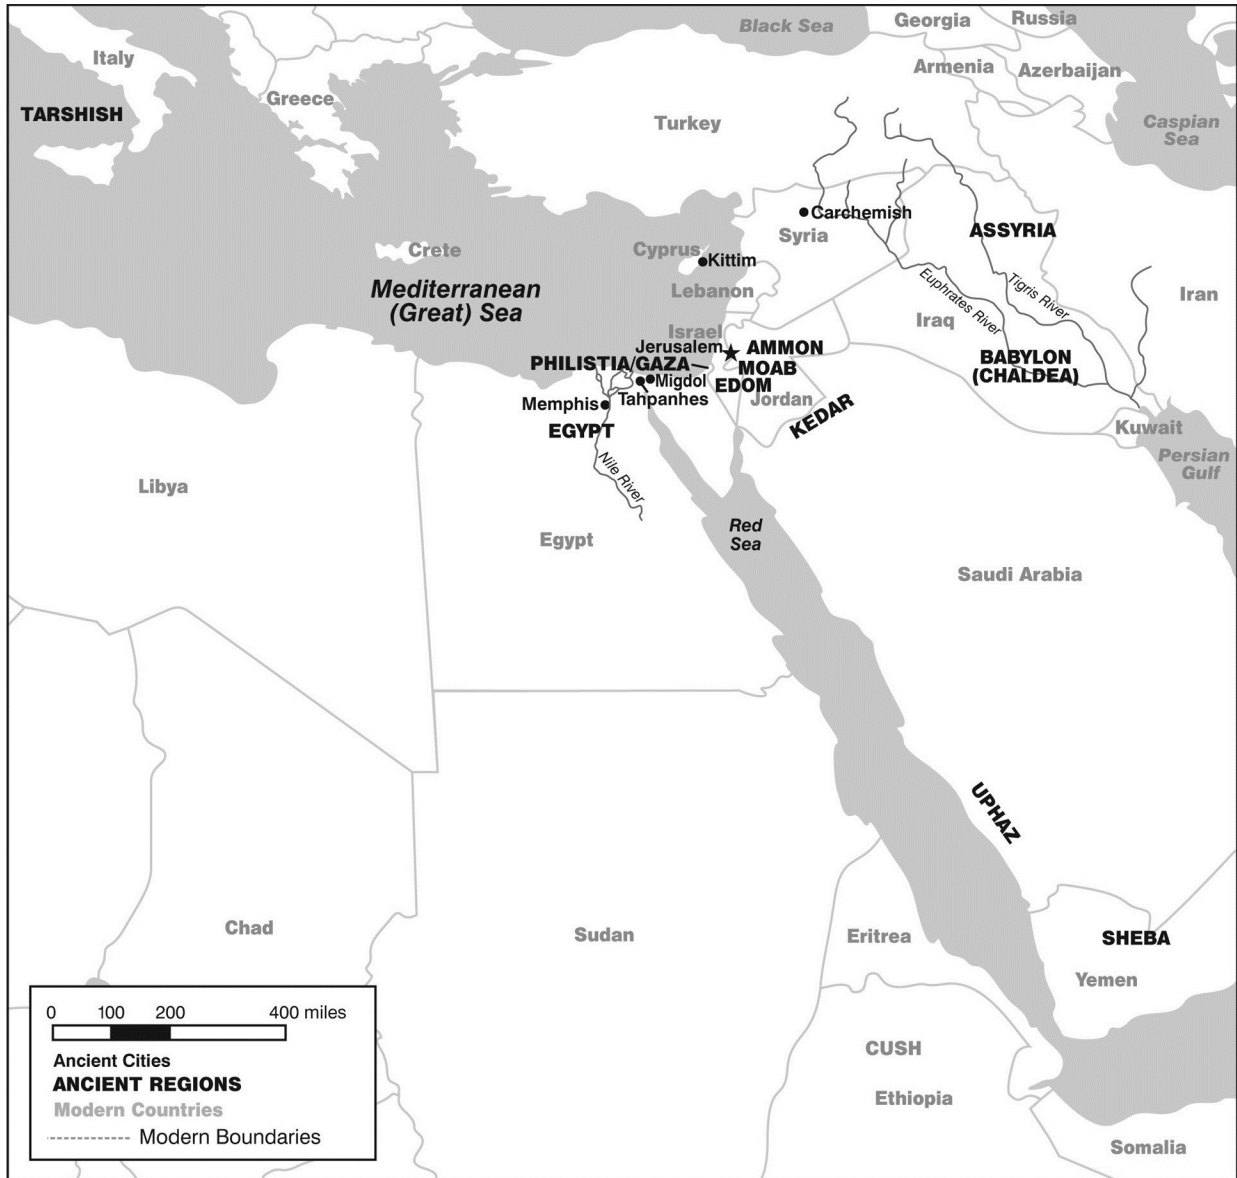 Black Sea
Georgia
Russia
Italy
Armenia
Azerbaijan
Greece
TARSHISH
Turkey
Caspian
Sea
Carchemish
Syria
ASSYRIA
Crete
Cyprus
Kittim
Mediterranean
(Great) Sea
Lebanon
Euphrates River
Tigris River
Iran
Iraq
Israel
Jerusalem
AMMON
PHILISTIA/GAZA
MOAB
BABYLON
(CHALDEA)
Migdol
EDOM
Tahpanhes
Jordan
Memphis
KEDAR
EGYPT
Kuwait
Persian
Gulf
Nile River
Libya
Red
Sea
Egypt
Saudi Arabia
UPHAZ
Chad
Sudan
Eritrea
SHEBA
Yemen
CUSH
Ethiopia
Somalia
0 100 200 400 miles
Ancient Cities
ANCIENT REGIONS
Modern Countries
Modern Boundaries